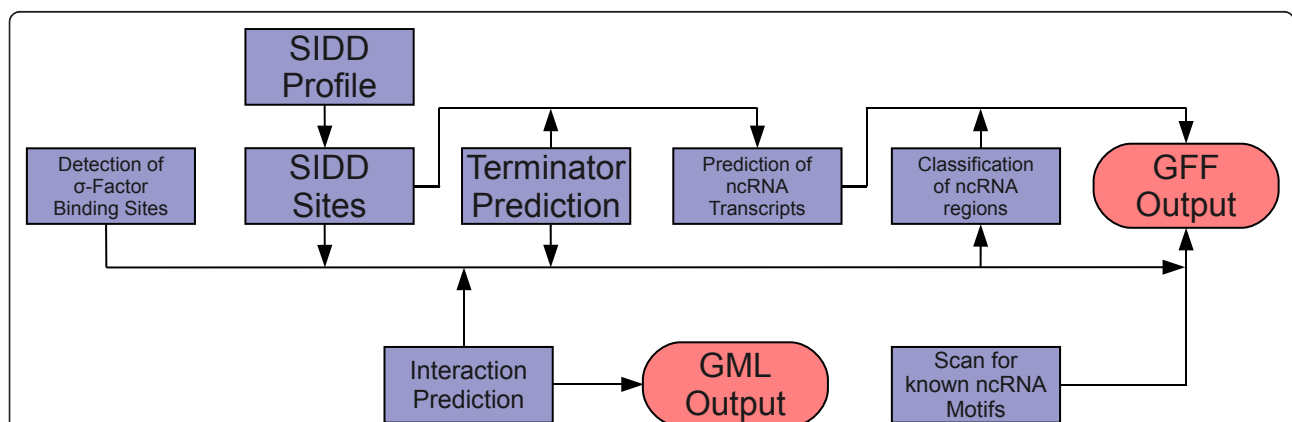 SIDD
Profile
Detection of
σ-Factor
Binding Sites
SIDD
Sites
Terminator
Prediction
Prediction of
ncRNA
Transcripts
Classification
of ncRNA
regions
GFF
Output
Interaction
Prediction
GML
Output
Scan for
known ncRNA
Motifs